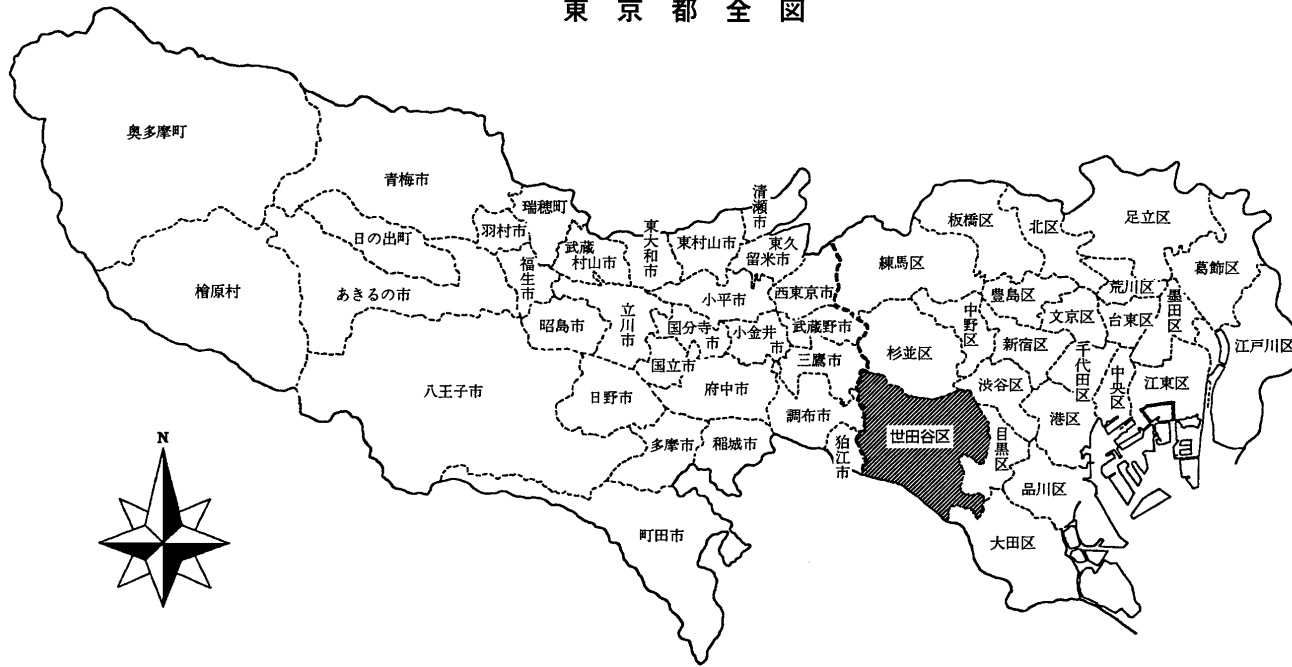 東京都全図
奥多摩町
青梅市
瑞穂町
羽村市
日の出町
檜原村
あきるの市
福生市
武蔵
村山市
東大和市
東村山市
清瀬市
東久
留米市
西東京市
小平市
昭島市
立川市
国分寺
市
小金井
市
武蔵野市
三鷹市
国立市
八王子市
日野市
府中市
調布市
狛江市
多摩市
稲城市
町田市
練馬区
板橋区
北区
足立区
葛飾区
荒川区
豊島区
文京区
台東区
墨田区
中野区
杉並区
新宿区
千代田区
中央区
江東区
江戸川区
渋谷区
港区
世田谷区
目黒区
品川区
大田区
N